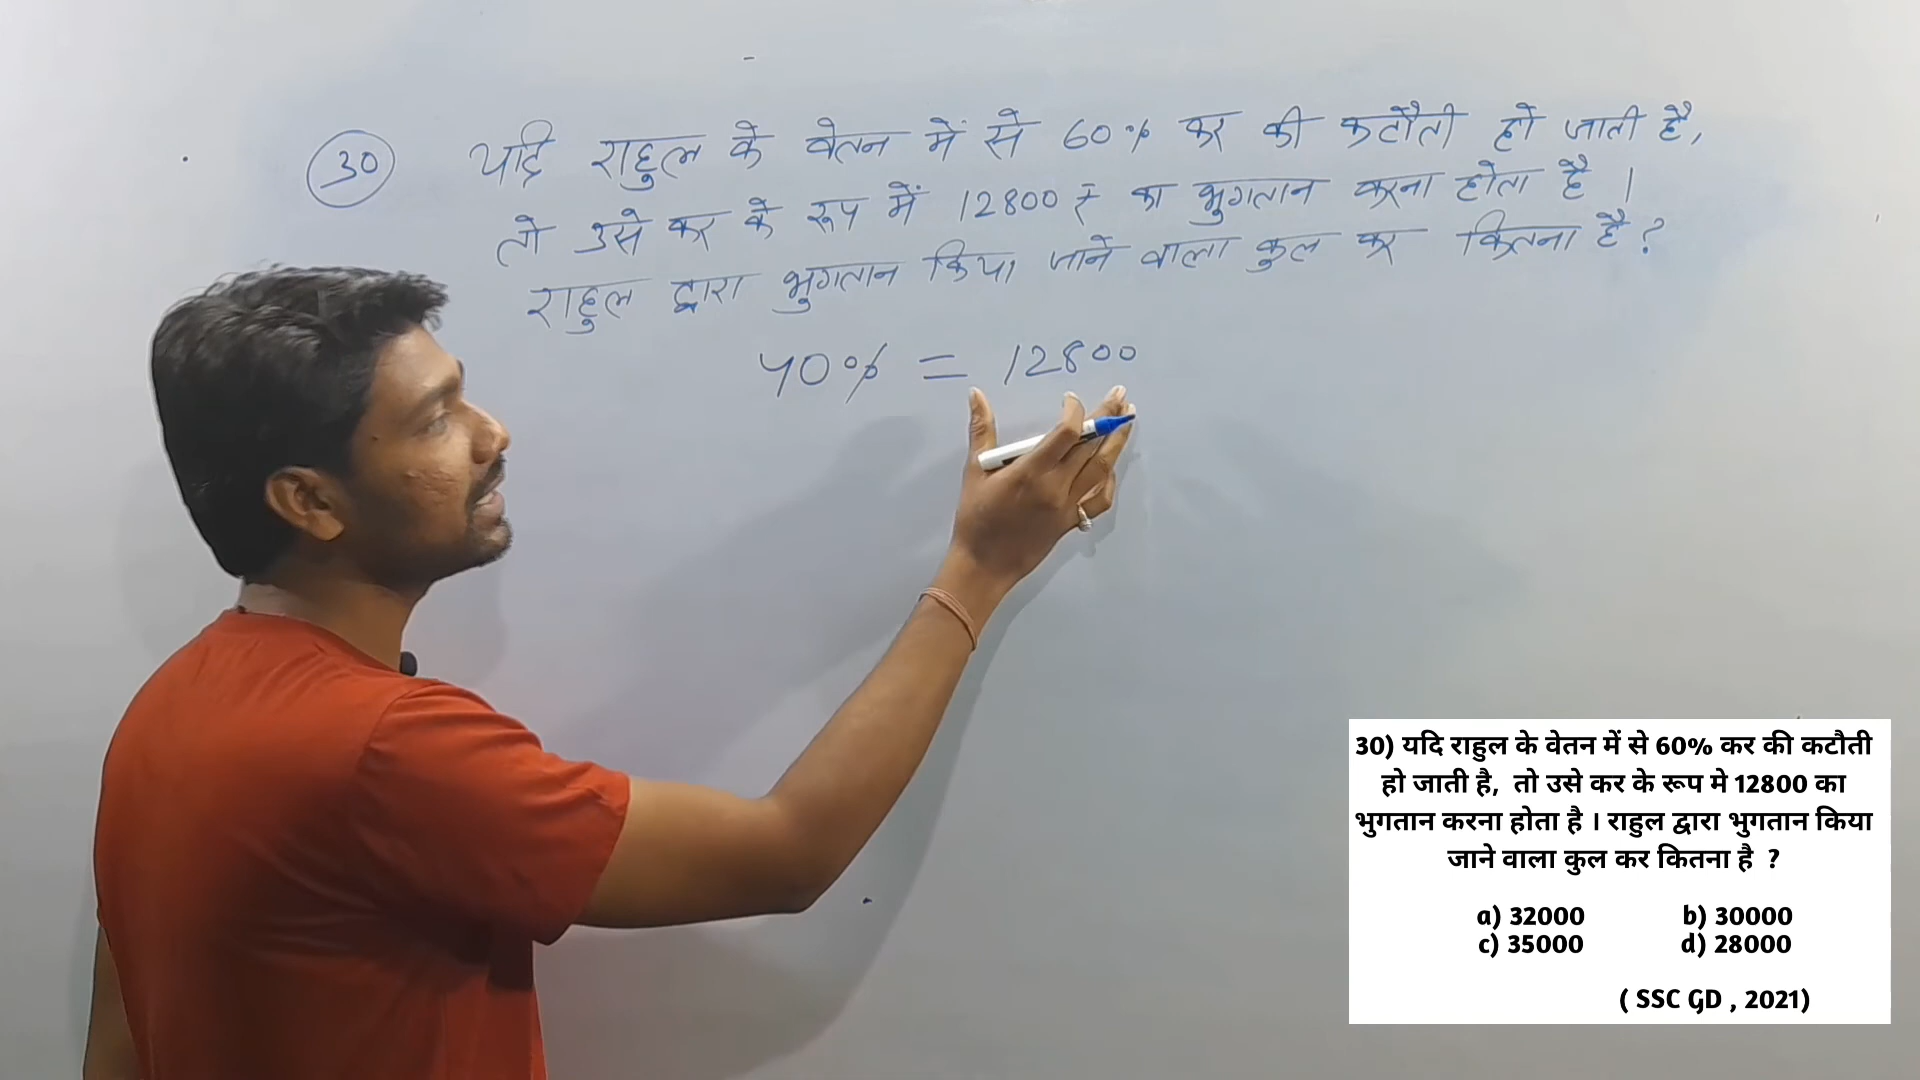 30
यदि राहुल के वेतन में से 60% कर की कटौती हो जाती है,
तो उसे कर के रूप में 12800 ₹ का भुगतान करना होता है ।
राहुल द्वारा भुगतान किया जाने वाला कुल कर कितना है ?
40% = 12800
30) यदि राहुल के वेतन में से 60% कर की कटौती
हो जाती है, तो उसे कर के रूप मे 12800 का
भुगतान करना होता है । राहुल द्वारा भुगतान किया
जाने वाला कुल कर कितना है ?
a) 32000 b) 30000
c) 35000 d) 28000
( SSC GD , 2021)